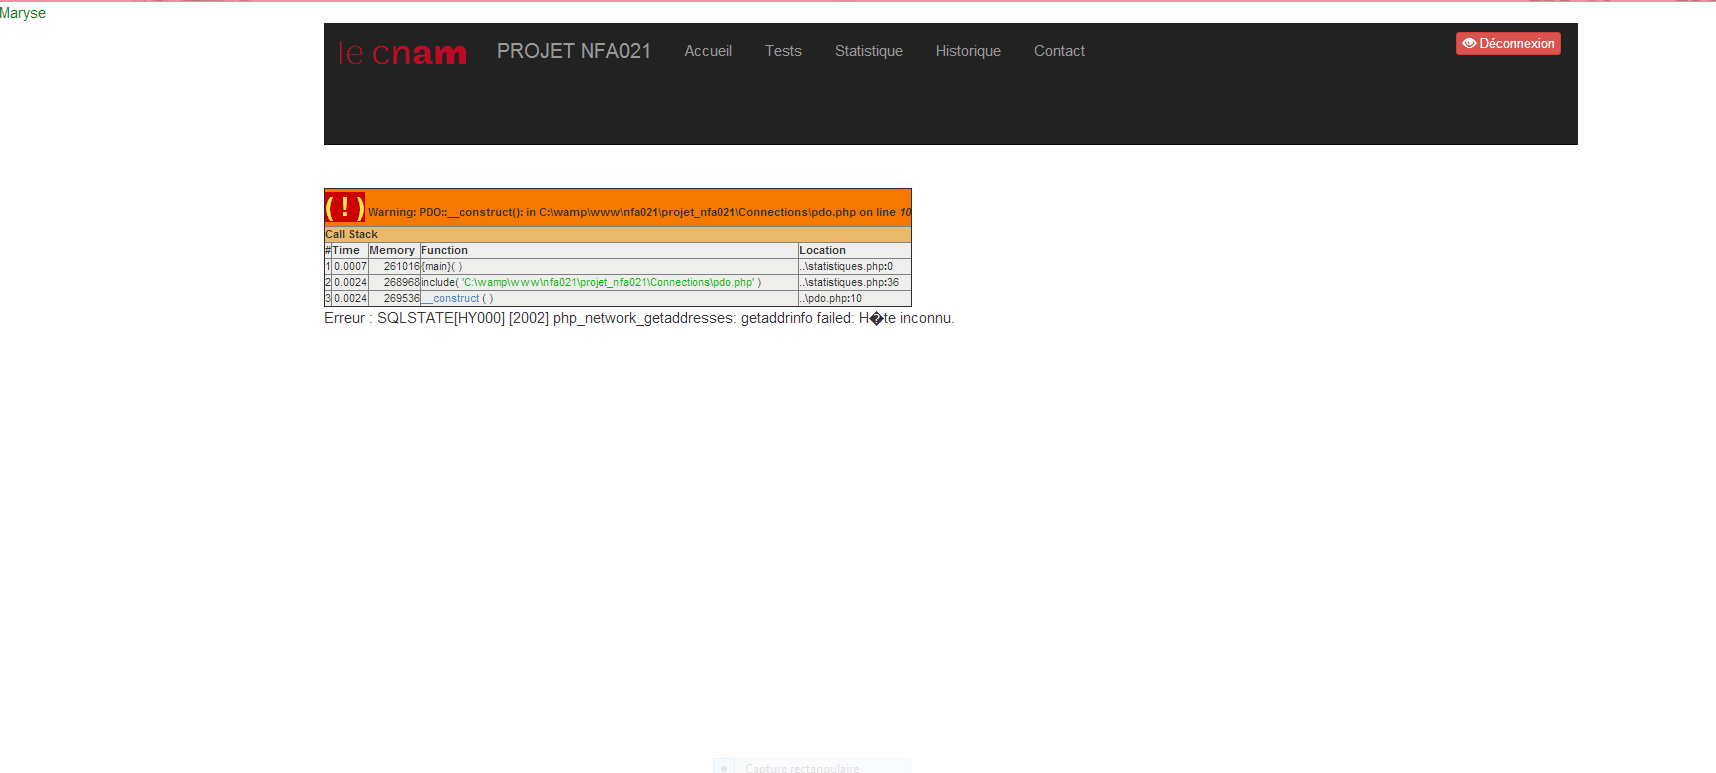 Maryse
le cnam PROJET NFA021 Accueil Tests Statistique Historique Contact Déconnexion
( ! ) Warning: PDO::__construct(): in C:\wamp\www\nfa021\projet_nfa021\Connections\pdo.php on line 10
Call Stack
# Time Memory Function Location
1 0.0007 261016 {main}( ) ..\statistiques.php:0
2 0.0024 268968 include( 'C:\wamp\www\nfa021\projet_nfa021\Connections\pdo.php' ) ..\statistiques.php:36
3 0.0024 269536 __construct ( ) ..\pdo.php:10
Erreur : SQLSTATE[HY000] [2002] php_network_getaddresses: getaddrinfo failed: H�te inconnu.
Capture rectangulaire